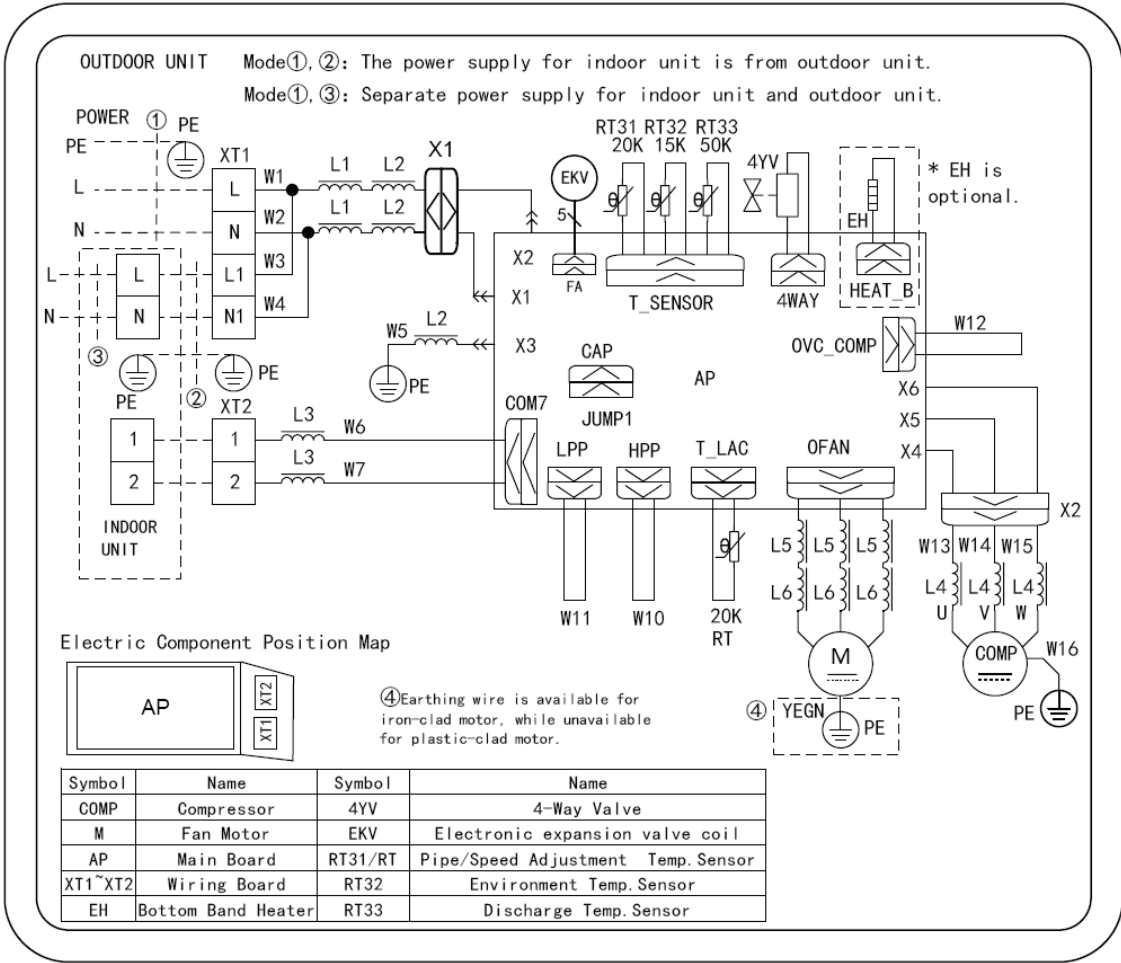 OUTDOOR UNIT Mode①,②: The power supply for indoor unit is from outdoor unit.
Mode①,③: Separate power supply for indoor unit and outdoor unit.
POWER ① PE
PE
XT1
L1 L2 X1
L L W1
N N W2
L1 L2
L L L1 W3
N N N1 W4
③
PE ② PE
XT2
1 1 L3 W6
2 2 L3 W7
INDOOR
UNIT
RT31 RT32 RT33
20K 15K 50K
EKV
5
FA
T_SENSOR
4YV
4WAY
EH
HEAT_B
* EH is
optional.
X2
X1
W5 L2 X3
PE
CAP
JUMP1
AP
OVC_COMP W12
X6
X5
X4
COM7
LPP HPP T_LAC OFAN
X2
W11 W10 20K
RT
θ θ θ θ
L5 L5 L5
L6 L6 L6
W13 W14 W15
L4 L4 L4
U V W
M
COMP W16
PE
④ YEGN PE
Electric Component Position Map
AP XT2 XT1
④Earthing wire is available for
iron-clad motor, while unavailable
for plastic-clad motor.
Symbol Name Symbol Name
COMP Compressor 4YV 4-Way Valve
M Fan Motor EKV Electronic expansion valve coil
AP Main Board RT31/RT Pipe/Speed Adjustment Temp.Sensor
XT1~XT2 Wiring Board RT32 Environment Temp.Sensor
EH Bottom Band Heater RT33 Discharge Temp.Sensor